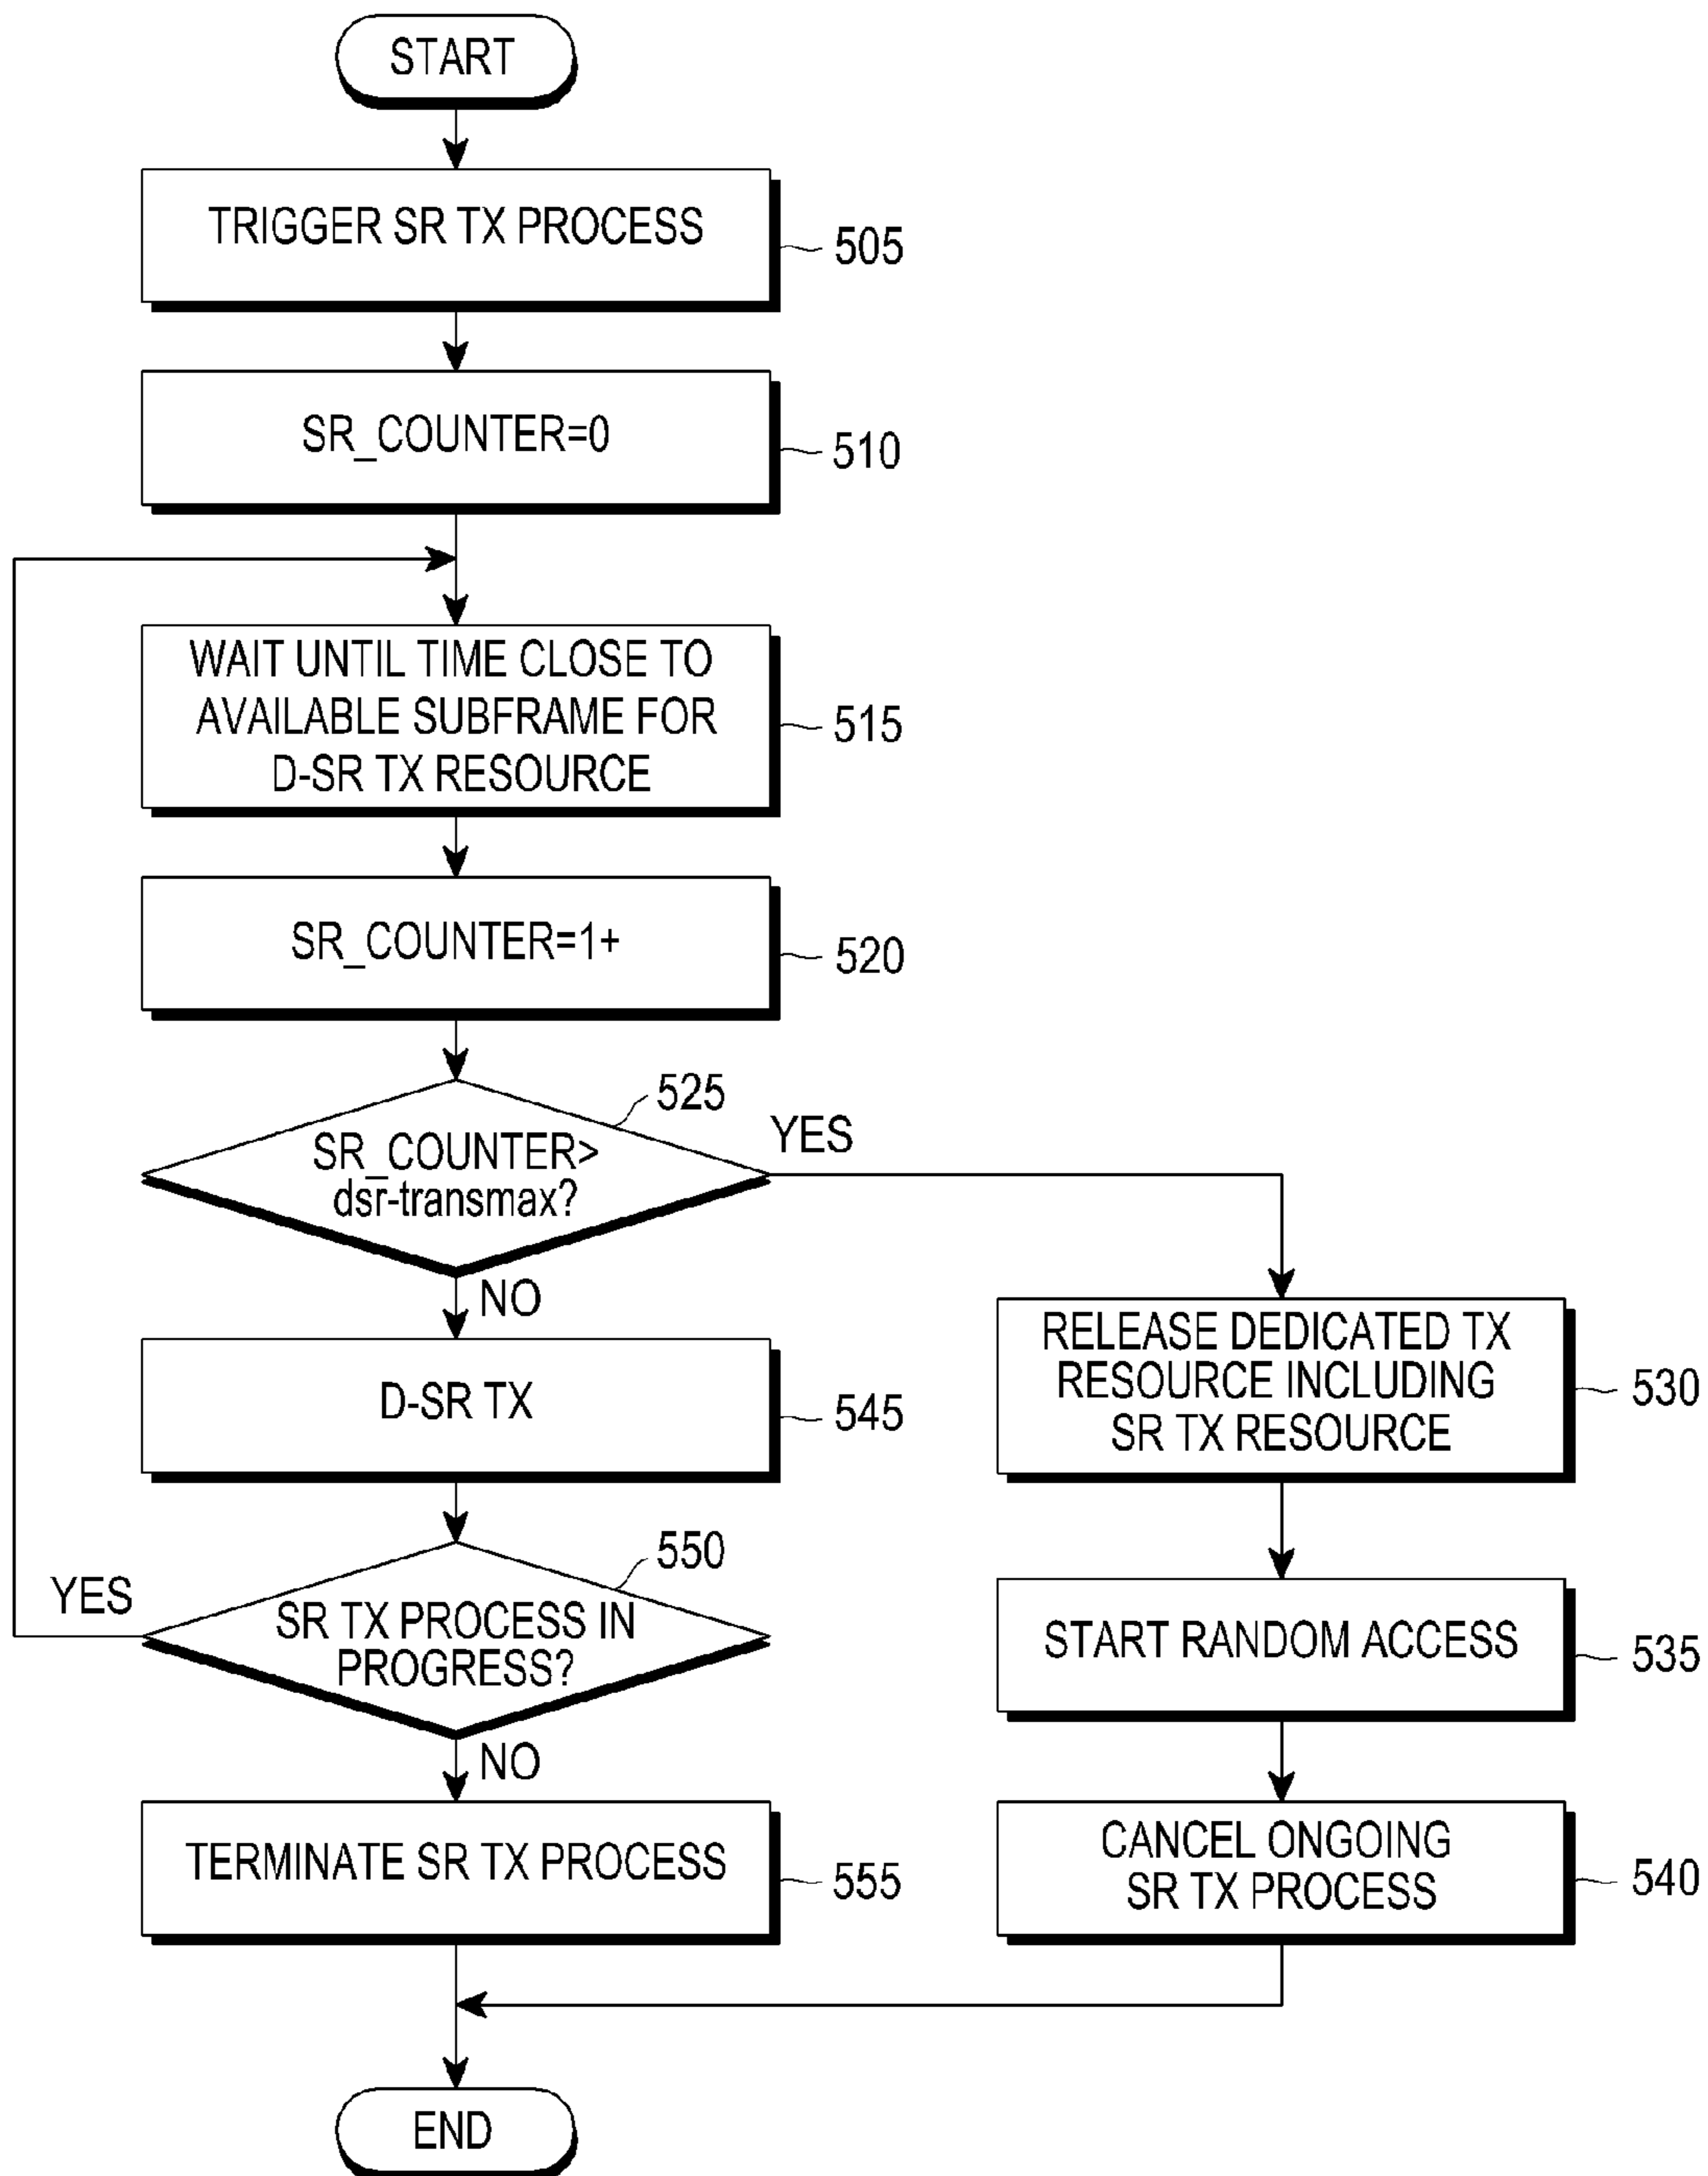 START
TRIGGER SR TX PROCESS
505
SR_COUNTER=0
510
WAIT UNTIL TIME CLOSE TO
AVAILABLE SUBFRAME FOR
D-SR TX RESOURCE
515
SR_COUNTER=1+
520
525
SR_COUNTER>
dsr-transmax?
YES
NO
RELEASE DEDICATED TX
RESOURCE INCLUDING
SR TX RESOURCE
530
D-SR TX
545
550
YES
SR TX PROCESS IN
PROGRESS?
START RANDOM ACCESS
535
NO
TERMINATE SR TX PROCESS
555
CANCEL ONGOING
SR TX PROCESS
540
END